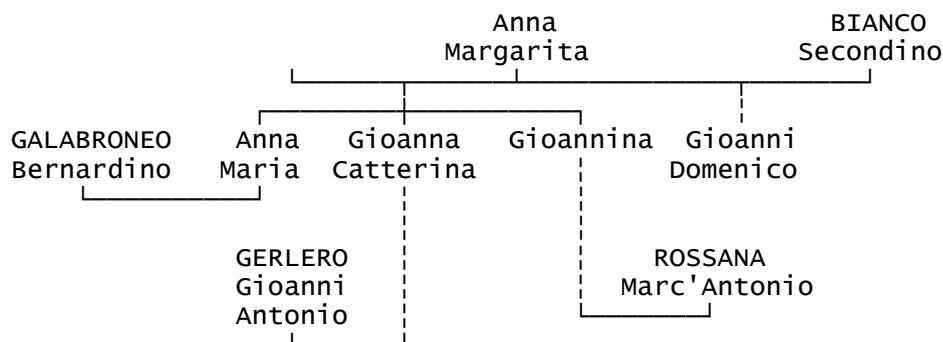 Anna BIANCO
Margarita Secondino
GALABRONEO Anna Gioanna Gioannina Gioanni
Bernardino Maria Catterina Domenico
GERLERO ROSSANA
Gioanni Marc'Antonio
Antonio